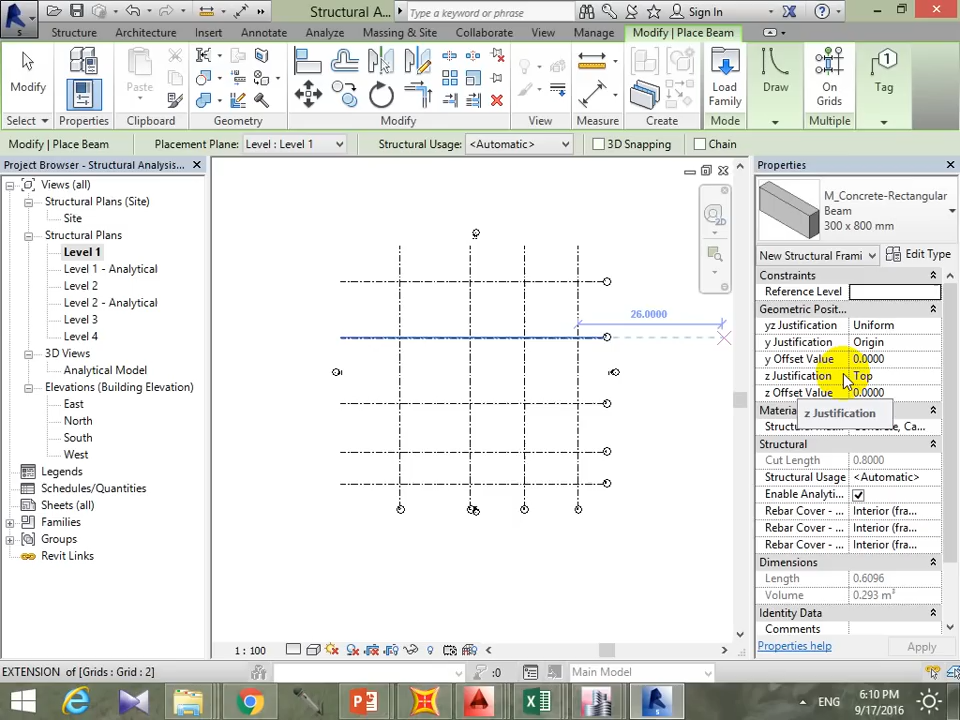 Structural A...
Type a keyword or phrase
Sign In
Structure
Architecture
Insert
Annotate
Analyze
Massing & Site
Collaborate
View
Manage
Modify | Place Beam
Modify
Properties
Paste
Load
Family
Draw
On
Grids
Tag
Select
Properties
Clipboard
Geometry
Modify
View
Measure
Create
Mode
Multiple
Modify | Place Beam
Placement Plane:
Level : Level 1
Structural Usage:
<Automatic>
3D Snapping
Chain
Project Browser - Structural Analysis...
Views (all)
Structural Plans (Site)
Site
Structural Plans
Level 1
Level 1 - Analytical
Level 2
Level 2 - Analytical
Level 3
Level 4
3D Views
Analytical Model
Elevations (Building Elevation)
East
North
South
West
Legends
Schedules/Quantities
Sheets (all)
Families
Groups
Revit Links
2D
26.0000
Properties
M_Concrete-Rectangular
Beam
300 x 800 mm
New Structural Frami
Edit Type
Constraints
Reference Level
Geometric Posit...
yz Justification Uniform
y Justification Origin
y Offset Value 0.0000
z Justification Top
z Offset Value 0.0000
z Justification
Structural
Cut Length 0.8000
Structural Usage <Automatic>
Enable Analyti...
Rebar Cover - ... Interior (fra...
Rebar Cover - ... Interior (fra...
Rebar Cover - ... Interior (fra...
Dimensions
Length 0.6096
Volume 0.293 m³
Identity Data
Comments
Properties help
Apply
1 : 100
EXTENSION of [Grids : Grid : 2]
:0
Main Model
ENG
6:10 PM
9/17/2016